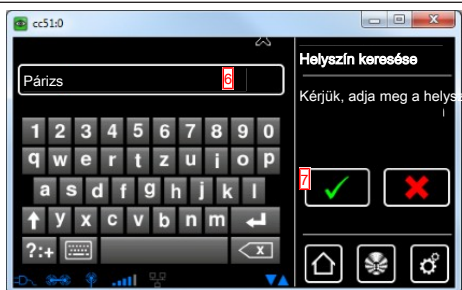 cc51:0
Helyszín keresése
Párizs
6
Kérjük, adja meg a helys
1 2 3 4 5 6 7 8 9 0
q w e r t z u i o p
7
a s d f g h j k l
y x c v b n m
?:+
x